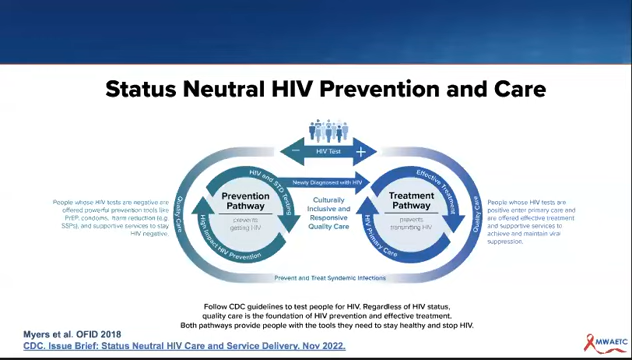 Status Neutral HIV Prevention and Care
− HIV Test +
Newly Diagnosed with HIV
HIV and STD Testing
High Impact HIV Prevention
Prevention
Pathway
prevents
getting HIV
Culturally
Inclusive and
Responsive
Quality Care
Effective Treatment
HIV Primary Care
Treatment
Pathway
prevents
transmitting HIV
Quality Care
Quality Care
People whose HIV tests are negative are
offered powerful prevention tools like
PrEP, condoms, harm reduction (e.g.
SSPs), and supportive services to stay
HIV negative.
People whose HIV tests are
positive enter primary care and
are offered effective treatment
and supportive services to
achieve and maintain viral
suppression.
Prevent and Treat Syndemic Infections
Follow CDC guidelines to test people for HIV. Regardless of HIV status,
quality care is the foundation of HIV prevention and effective treatment.
Both pathways provide people with the tools they need to stay healthy and stop HIV.
Myers et al. OFID 2018
CDC. Issue Brief: Status Neutral HIV Care and Service Delivery. Nov 2022.
MWAETC